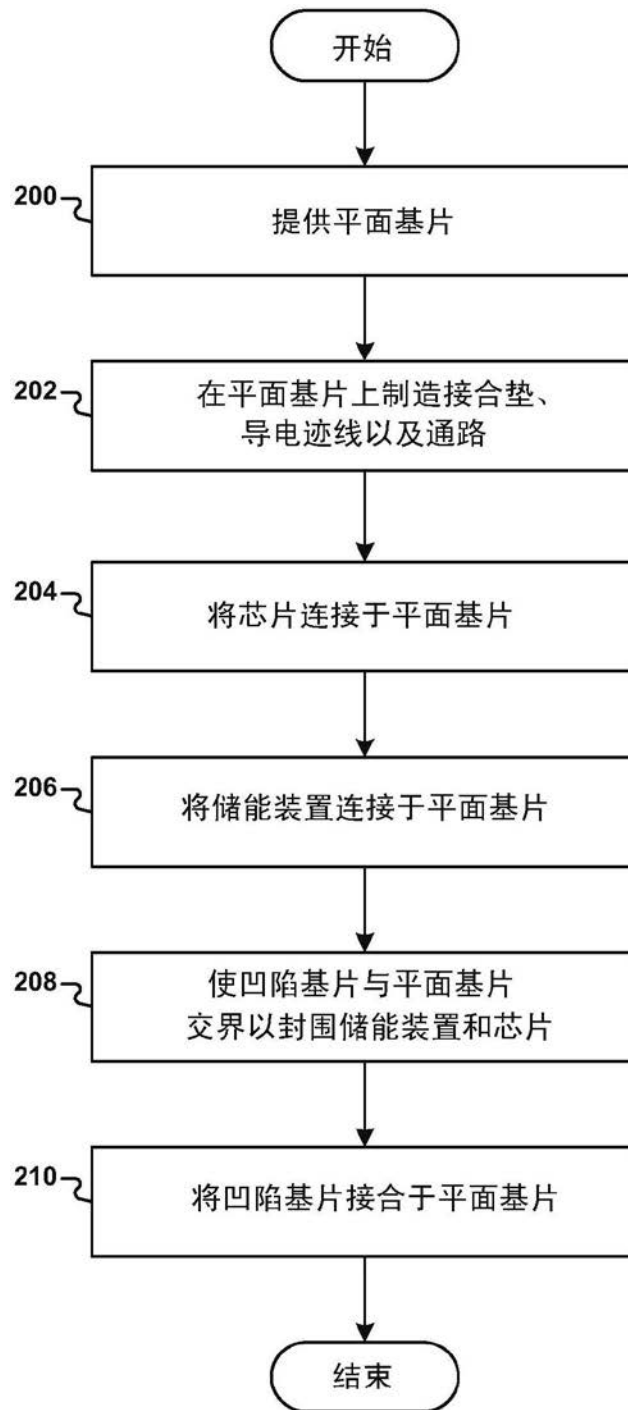 开始
200
提供平面基片
202
在平面基片上制造接合垫、
导电迹线以及通路
204
将芯片连接于平面基片
206
将储能装置连接于平面基片
208
使凹陷基片与平面基片
交界以封围储能装置和芯片
210
将凹陷基片接合于平面基片
结束